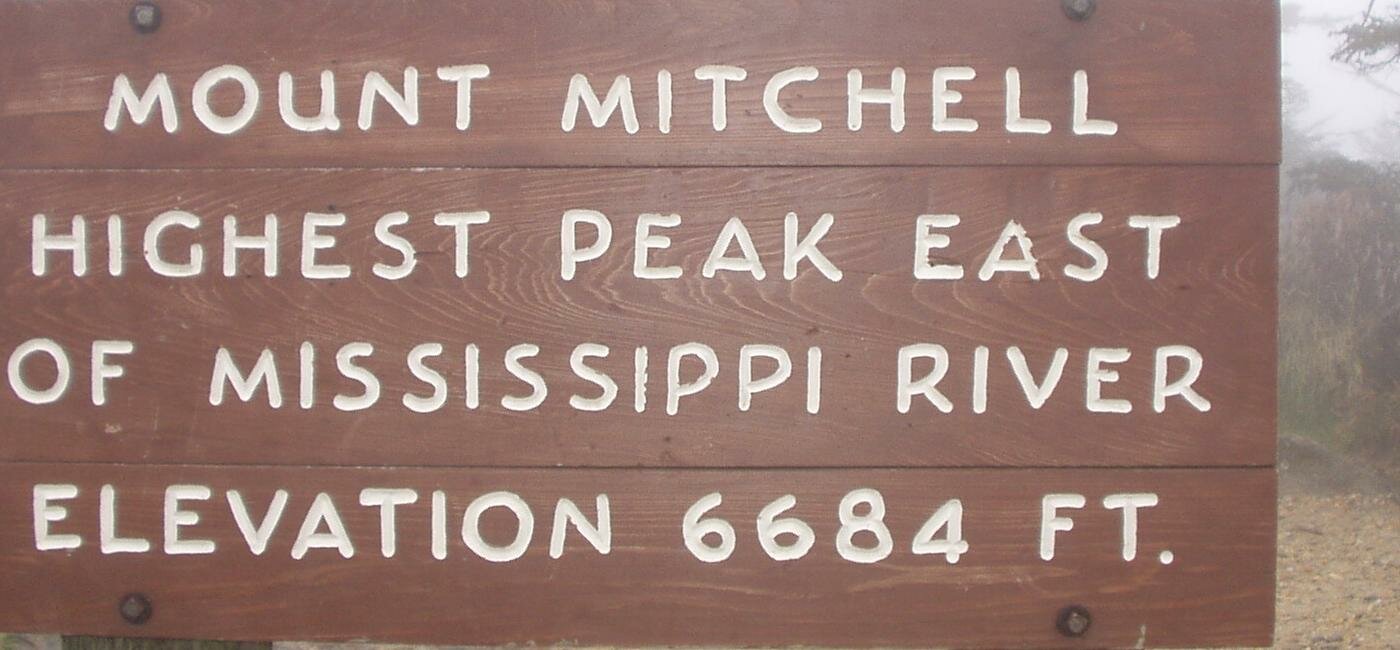 MOUNT MITCHELL
HIGHEST PEAK EAST
OF MISSISSIPPI RIVER
ELEVATION 6684 FT.